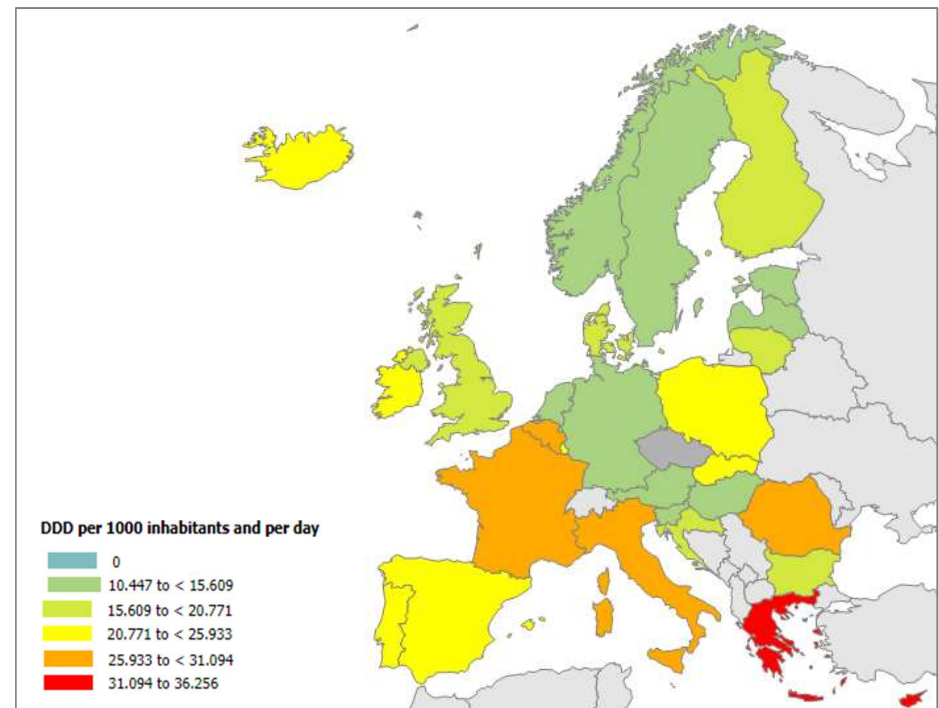 DDD per 1000 inhabitants and per day
0
10.447 to < 15.609
15.609 to < 20.771
20.771 to < 25.933
25.933 to < 31.094
31.094 to 36.256